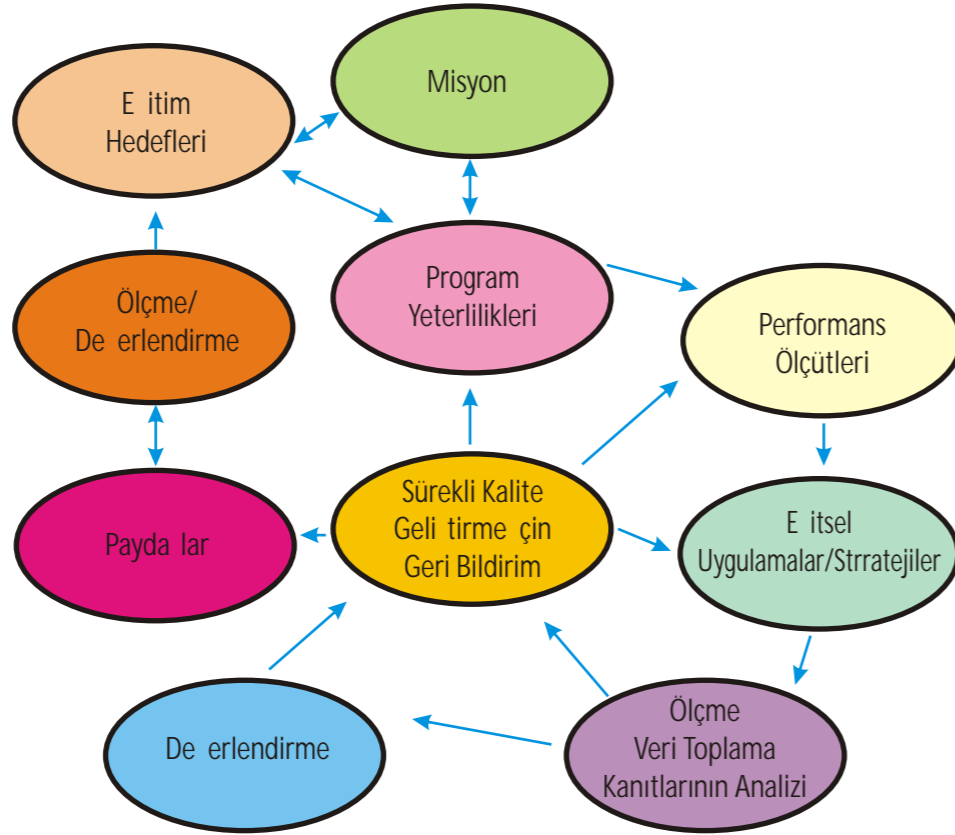 Misyon
E itim
Hedefleri
Program
Yeterlilikleri
Ölçme/
De erlendirme
Performans
Ölçütleri
Sürekli Kalite
Geli tirme çin
Geri Bildirim
Payda lar
E itsel
Uygulamalar/Strratejiler
Ölçme
Veri Toplama
Kanıtlarının Analizi
De erlendirme